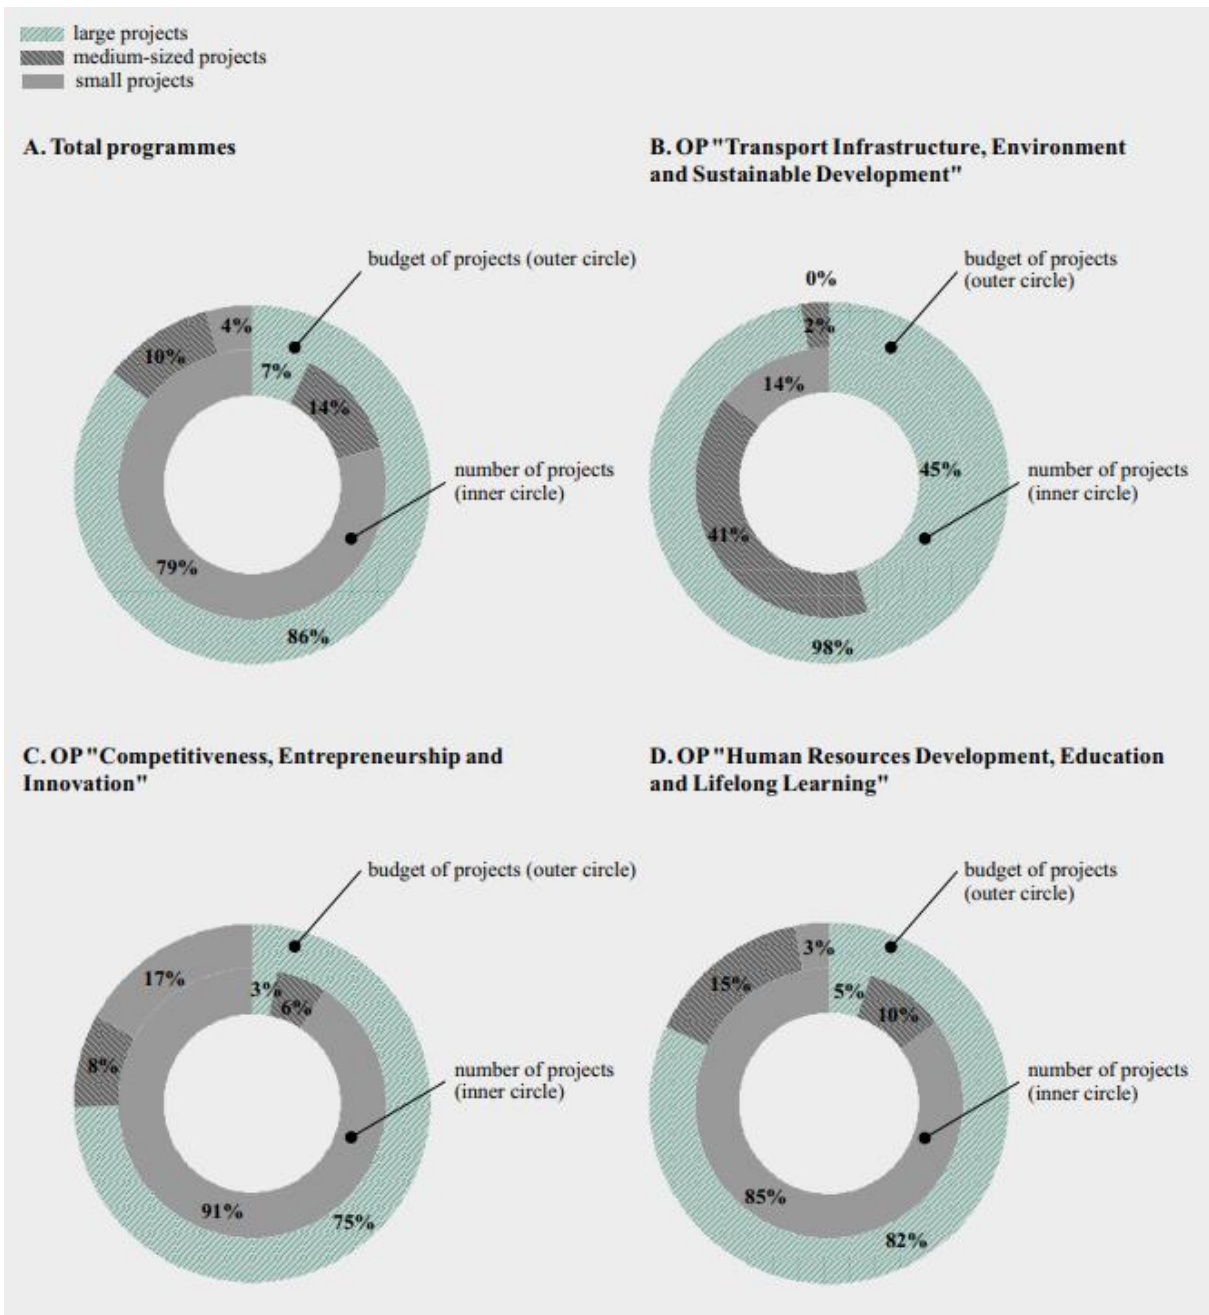 large projects
medium-sized projects
small projects
A. Total programmes
budget of projects (outer circle)
4%
10%
7%
14%
number of projects
(inner circle)
79%
86%
B. OP "Transport Infrastructure, Environment
and Sustainable Development"
budget of projects
(outer circle)
0%
2%
14%
45%
number of projects
(inner circle)
41%
98%
C. OP "Competitiveness, Entrepreneurship and
Innovation"
budget of projects (outer circle)
17%
3%
6%
8%
number of projects
(inner circle)
91%
75%
D. OP "Human Resources Development, Education
and Lifelong Learning"
budget of projects
(outer circle)
3%
15%
5%
10%
number of projects
(inner circle)
85%
82%